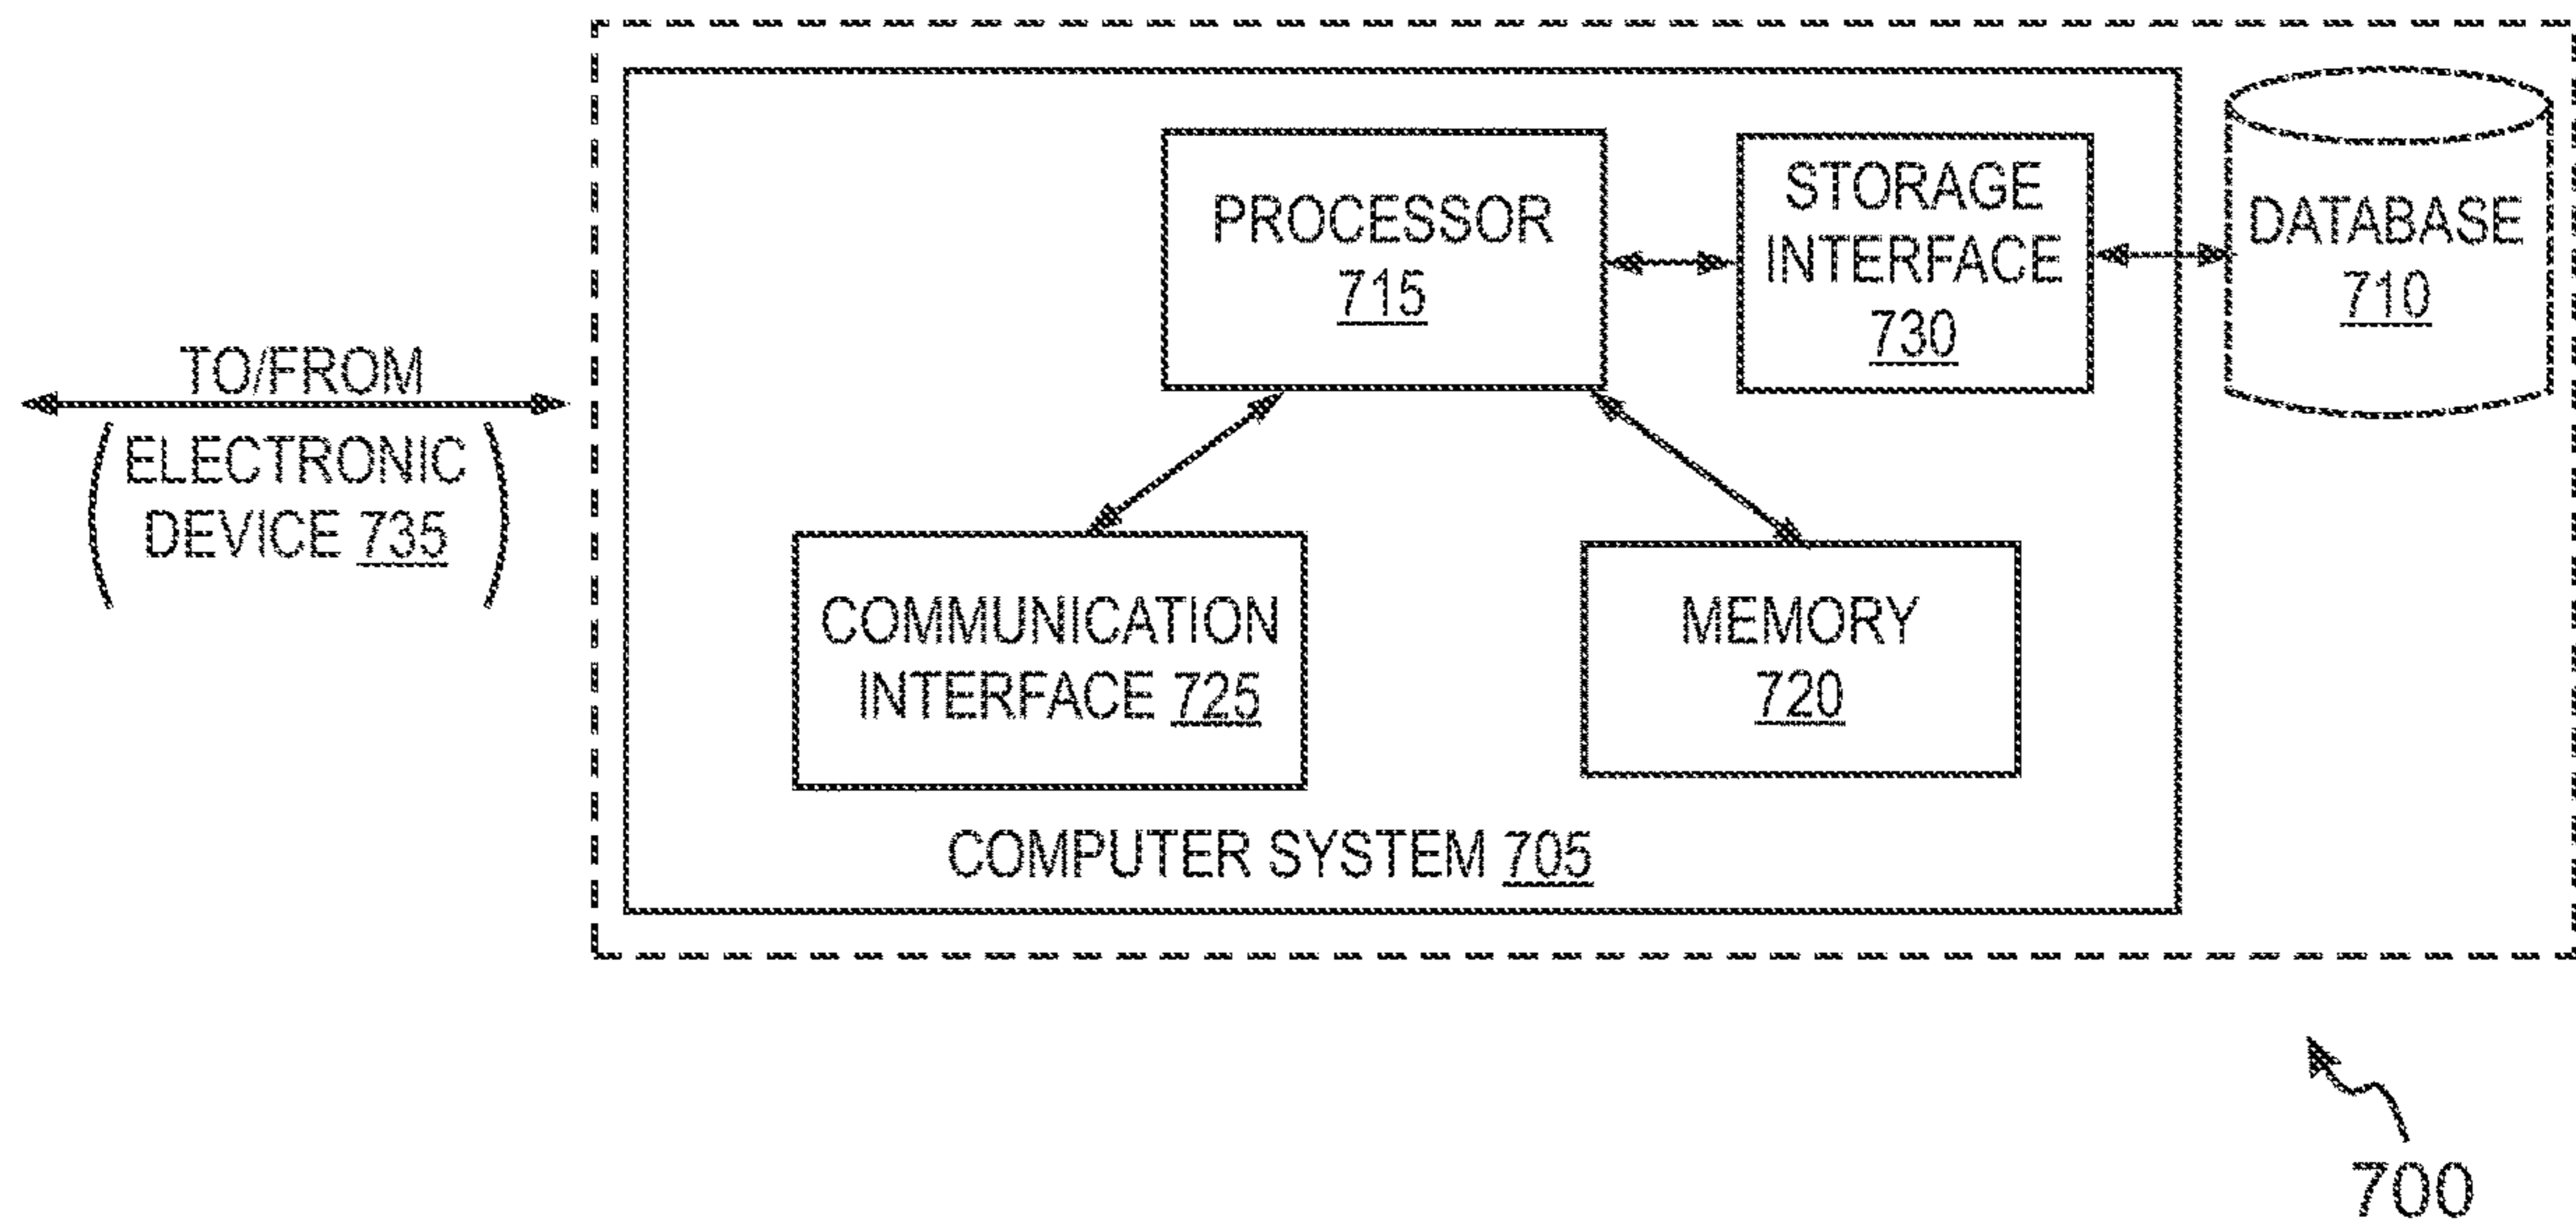 TO/FROM
(ELECTRONIC
DEVICE 735)
PROCESSOR
715
STORAGE
INTERFACE
730
DATABASE
710
COMMUNICATION
INTERFACE 725
MEMORY
720
COMPUTER SYSTEM 705
700